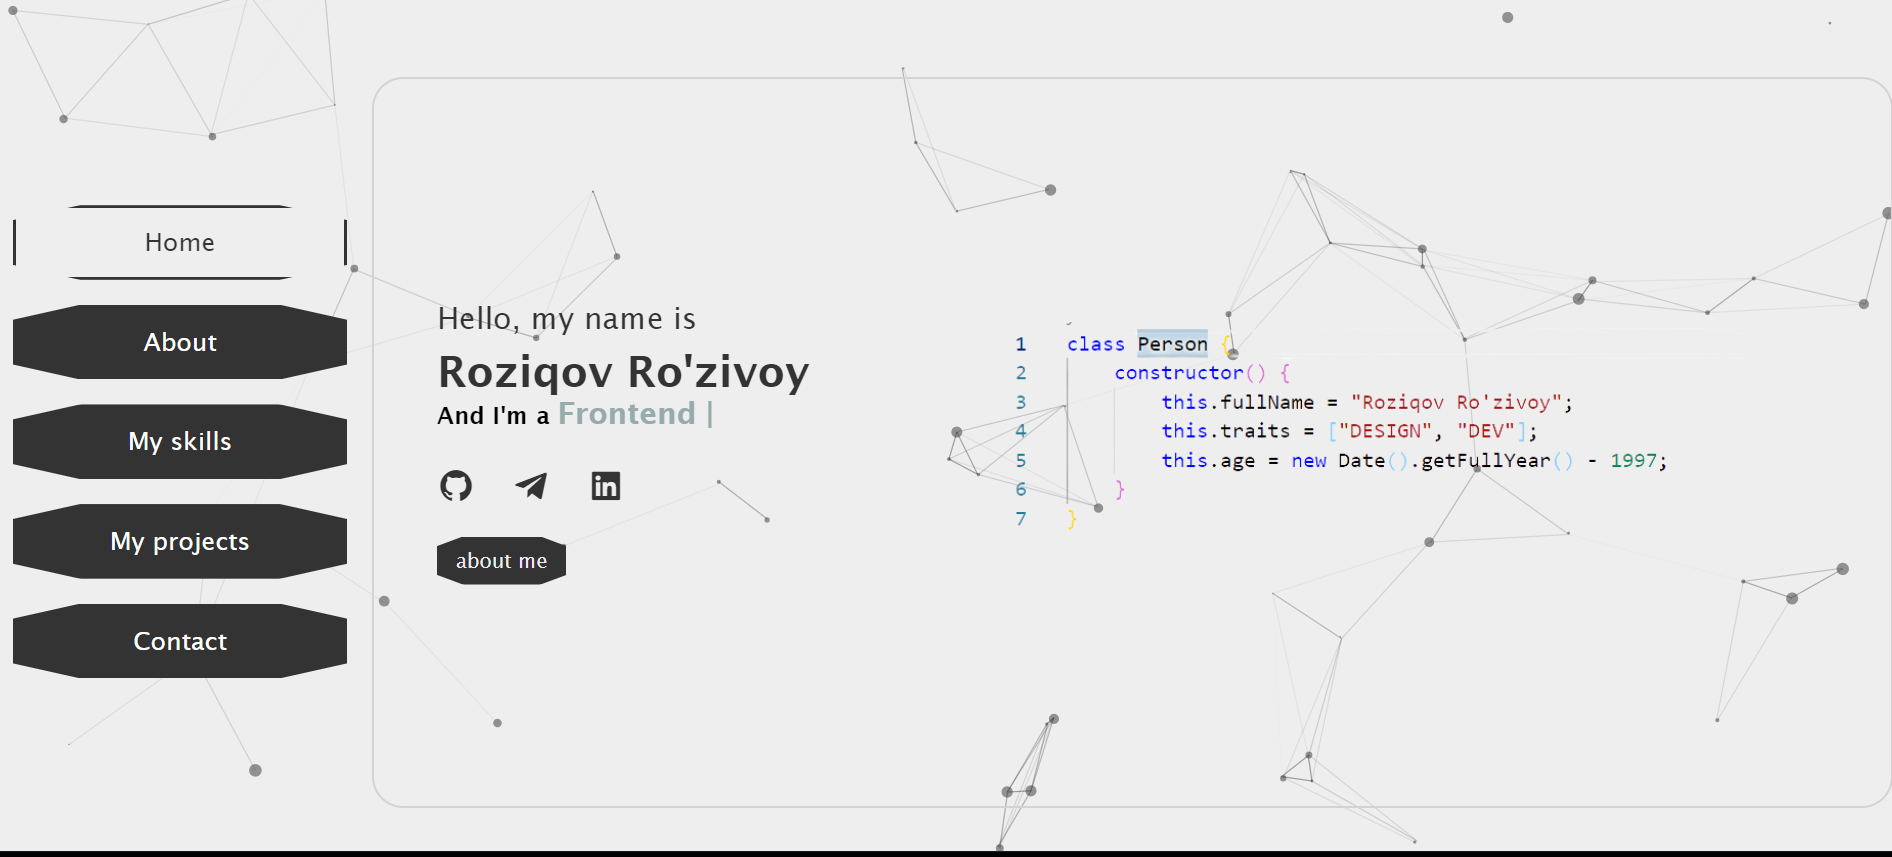 Home
About
My skills
My projects
Contact
Hello, my name is
Roziqov Ro'zivoy
And I'm a Frontend |
about me
1 class Person {
2 constructor() {
3 this.fullName = "Roziqov Ro'zivoy";
4 this.traits = ["DESIGN", "DEV"];
5 this.age = new Date().getFullYear() - 1997;
6 }
7 }